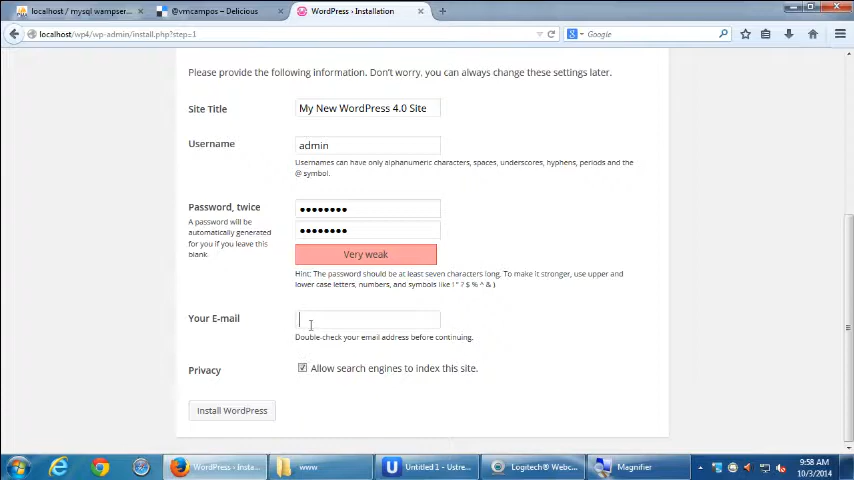 localhost / mysql wampser...
@vmcampos – Delicious
WordPress › Installation
localhost/wp4/wp-admin/install.php?step=1
Google
Please provide the following information. Don't worry, you can always change these settings later.
Site Title
My New WordPress 4.0 Site
Username
admin
Usernames can have only alphanumeric characters, spaces, underscores, hyphens, periods and the
@ symbol.
Password, twice
A password will be
automatically generated
for you if you leave this
blank.
●●●●●●●●
●●●●●●●●
Very weak
Hint: The password should be at least seven characters long. To make it stronger, use upper and
lower case letters, numbers, and symbols like ! " ? $ % ^ & )
Your E-mail
Double-check your email address before continuing.
Privacy
Allow search engines to index this site.
Install WordPress
WordPress › Insta...
www
Untitled 1 - Ustre...
Logitech® Webc...
Magnifier
9:58 AM
10/3/2014